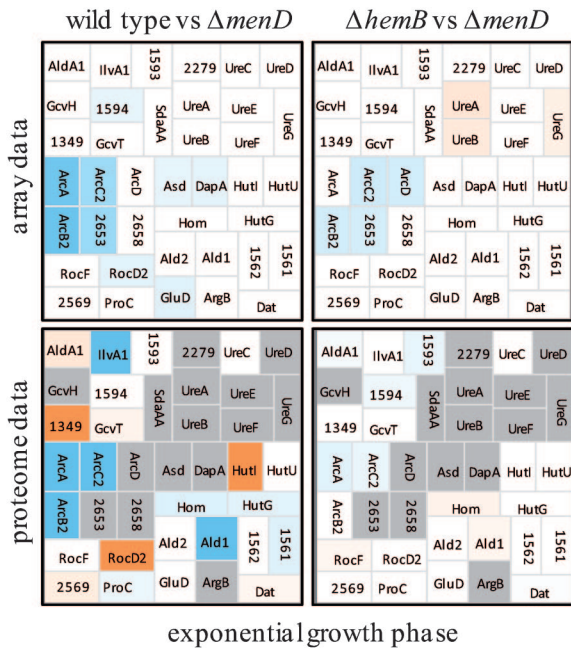 wild type vs ΔmenD
ΔhemB vs ΔmenD
array data
AldA1 IlvA1 1593 2279 UreC UreD
GcvH 1594 SdaAA UreA UreE UreG
1349 GcvT UreB UreF
ArcA ArcC2 ArcD Asd DapA HutI HutU
ArcB2 2653 2658 Hom HutG
RocF RocD2 Ald2 Ald1 1562 1561
2569 ProC GluD ArgB Dat
AldA1 IlvA1 1593 2279 UreC UreD
GcvH 1594 SdaAA UreA UreE UreG
1349 GcvT UreB UreF
ArcA ArcC2 ArcD Asd DapA HutI HutU
ArcB2 2653 2658 Hom HutG
RocF RocD2 Ald2 Ald1 1562 1561
2569 ProC GluD ArgB Dat
proteome data
AldA1 IlvA1 1593 2279 UreC UreD
GcvH 1594 SdaAA UreA UreE UreG
1349 GcvT UreB UreF
ArcA ArcC2 ArcD Asd DapA HutI HutU
ArcB2 2653 2658 Hom HutG
RocF RocD2 Ald2 Ald1 1562 1561
2569 ProC GluD ArgB Dat
AldA1 IlvA1 1593 2279 UreC UreD
GcvH 1594 SdaAA UreA UreE UreG
1349 GcvT UreB UreF
ArcA ArcC2 ArcD Asd DapA HutI HutU
ArcB2 2653 2658 Hom HutG
RocF RocD2 Ald2 Ald1 1562 1561
2569 ProC GluD ArgB Dat
exponential growth phase